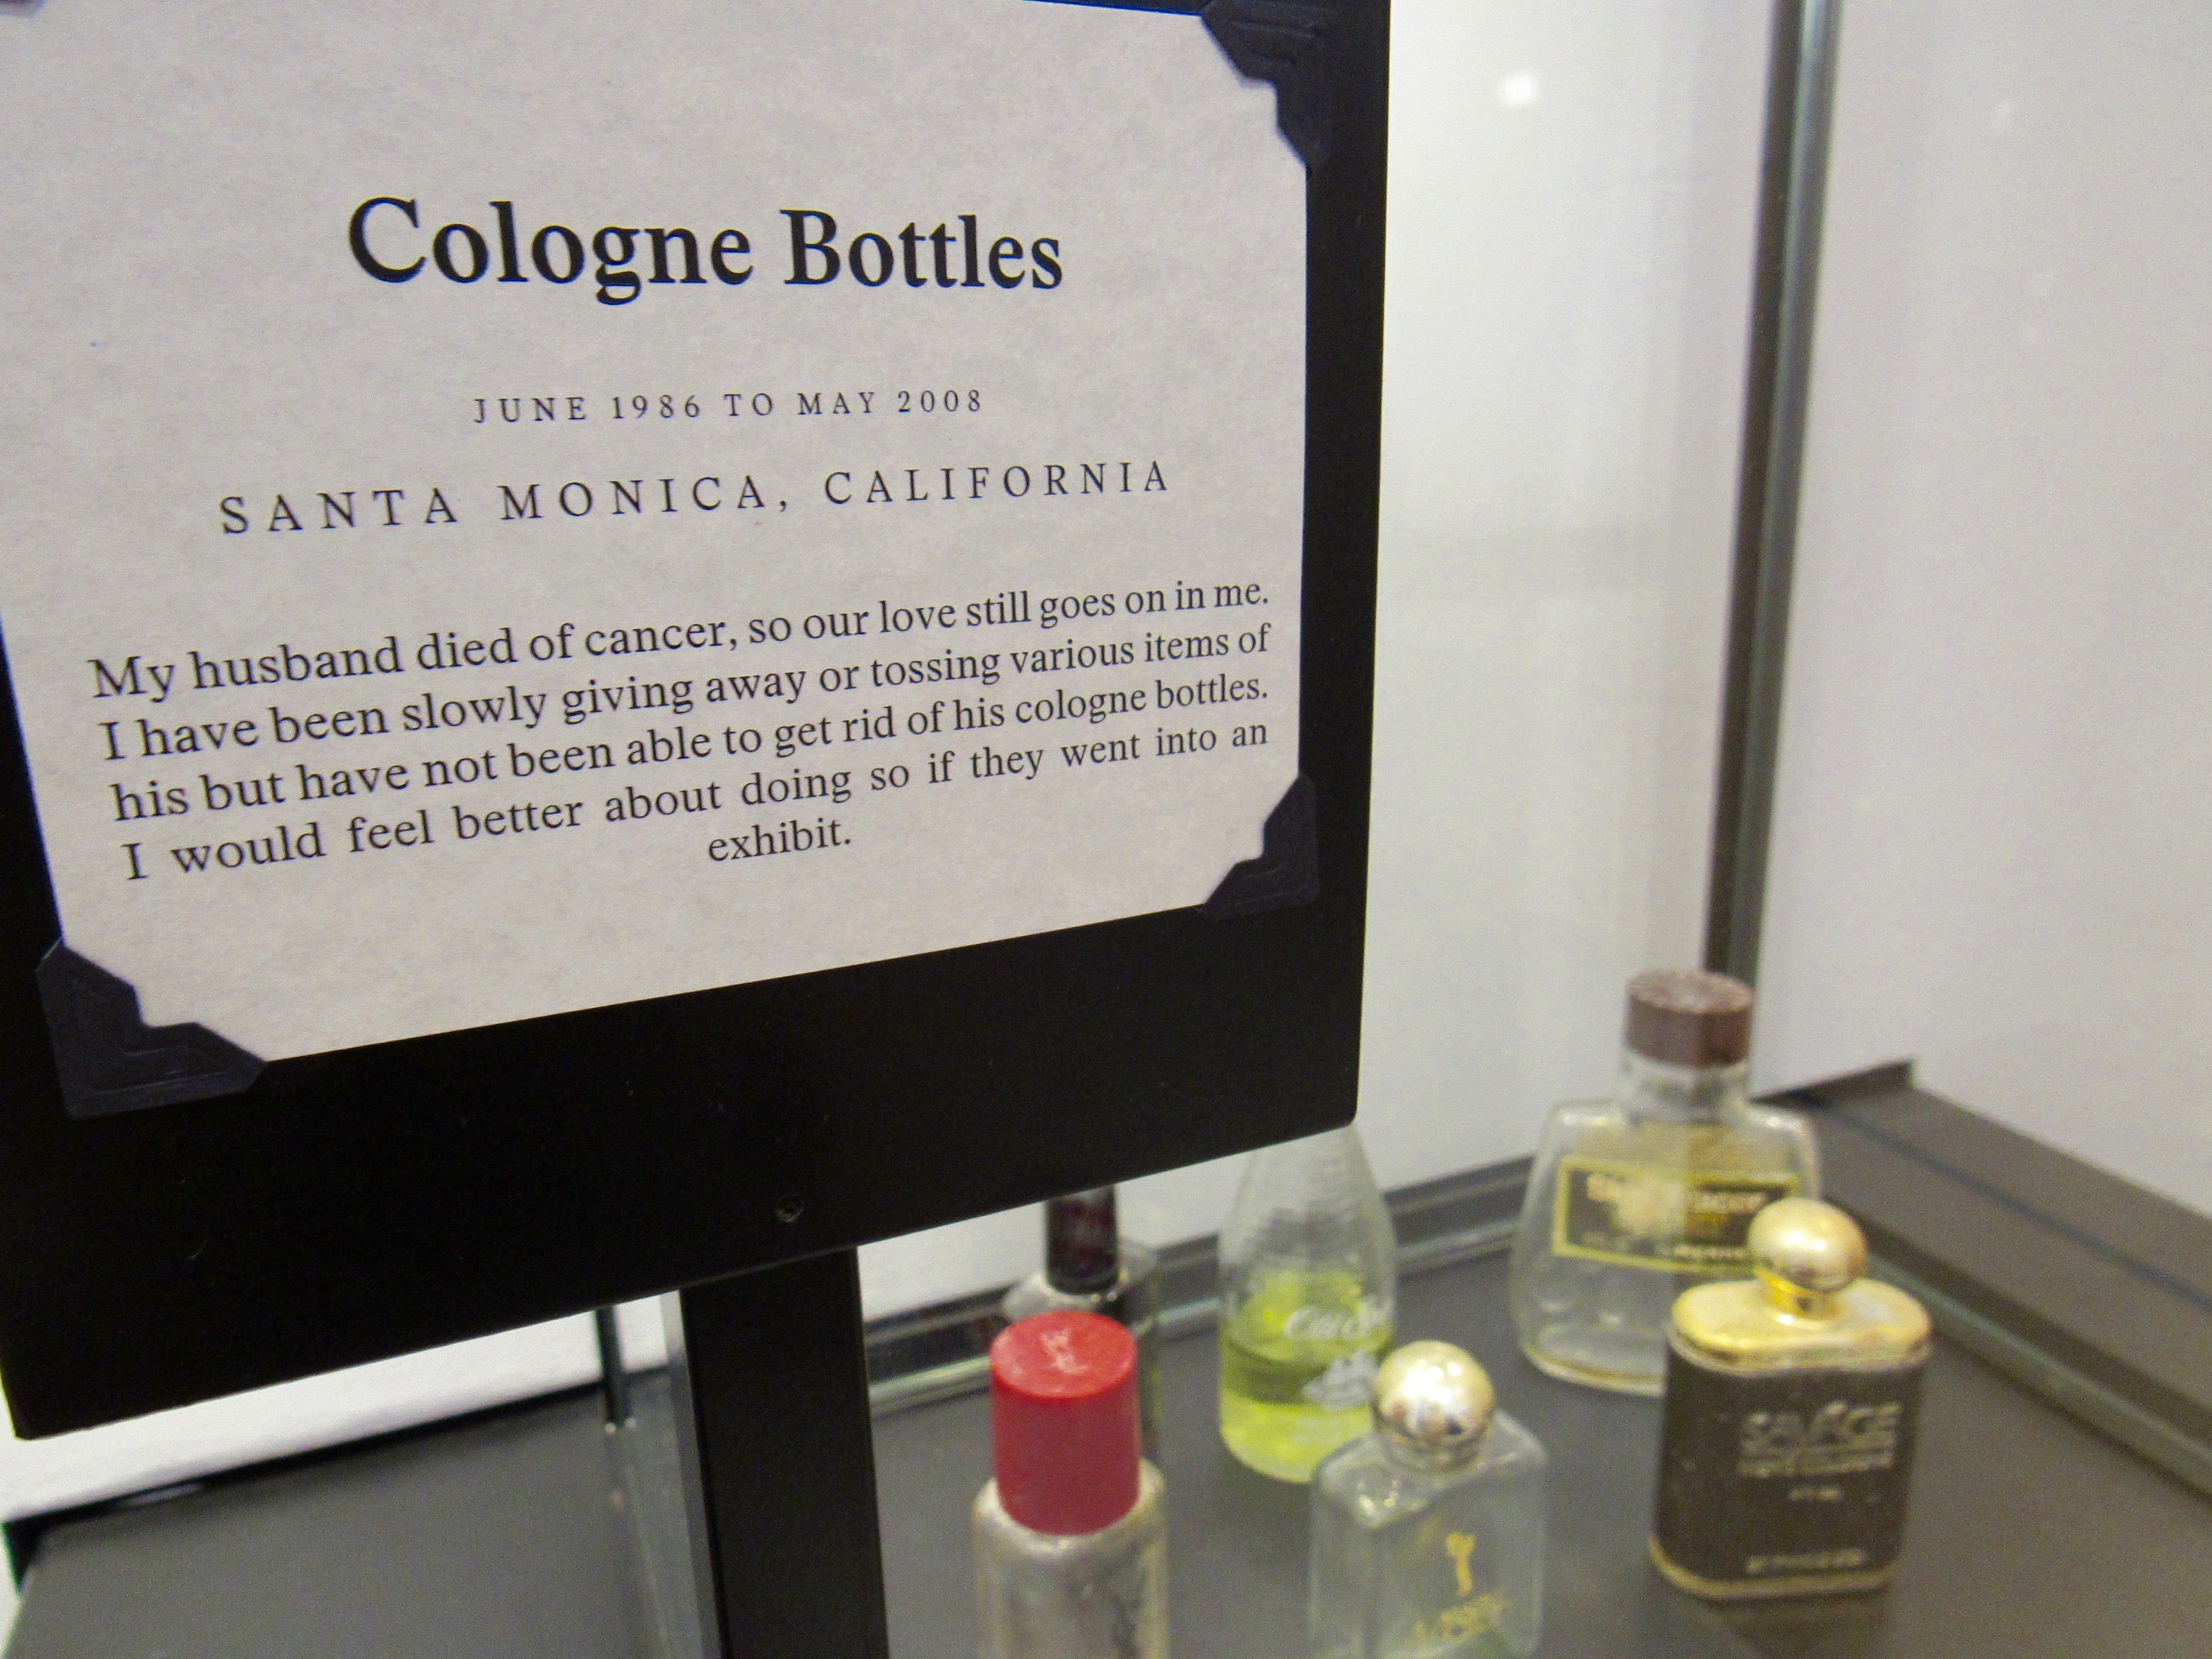 Cologne Bottles
JUNE 1986 TO MAY 2008
SANTA MONICA, CALIFORNIA
My husband died of cancer, so our love still goes on in me.
I have been slowly giving away or tossing various items of
his but have not been able to get rid of his cologne bottles.
I would feel better about doing so if they went into an
exhibit.
SAVAGE